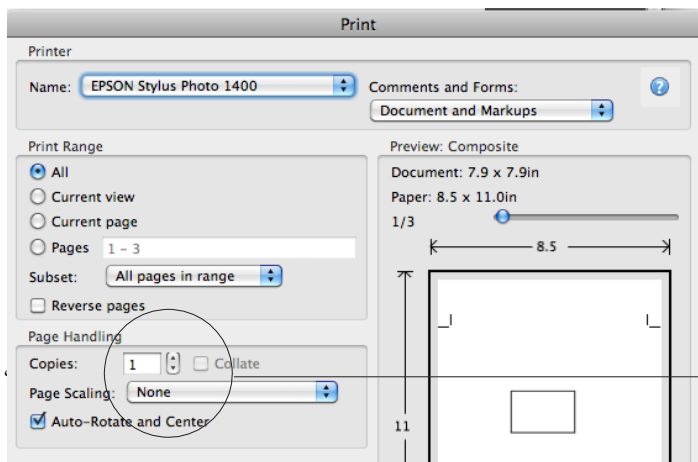 Print
Printer
Name: EPSON Stylus Photo 1400
Comments and Forms:
Document and Markups
Print Range
All
Current view
Current page
Pages 1 – 3
Subset: All pages in range
Reverse pages
Page Handling
Copies: 1 Collate
Page Scaling: None
Auto-Rotate and Center
Preview: Composite
Document: 7.9 x 7.9in
Paper: 8.5 x 11.0in
1/3
8.5
11